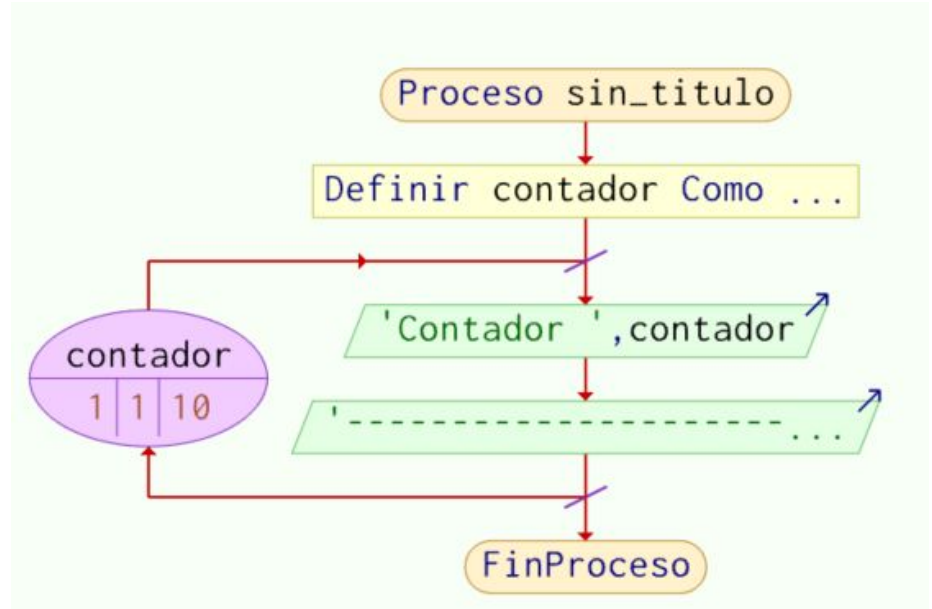 Proceso sin_titulo
Definir contador Como ...
'Contador ',contador
contador
1 1 10
'---------------------...
FinProceso